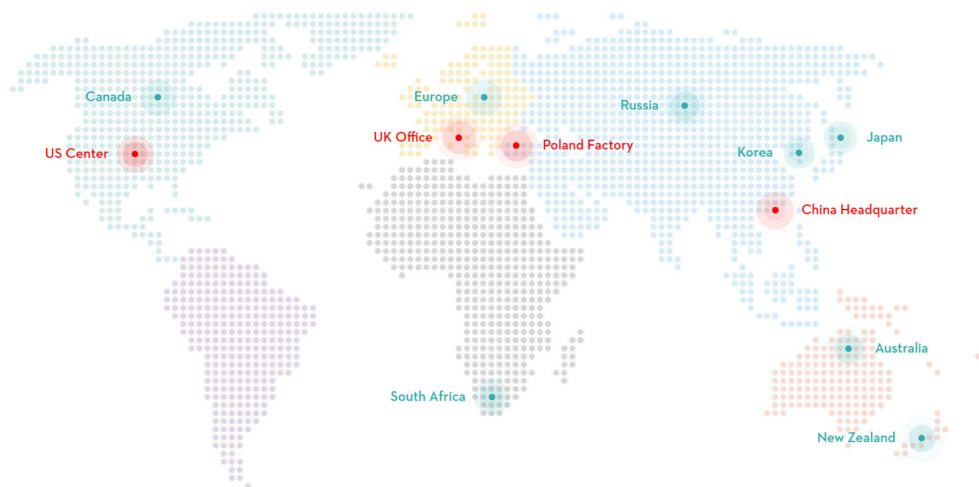 Canada
Europe
Russia
UK Office
Japan
US Center
Poland Factory
Korea
China Headquarter
Australia
South Africa
New Zealand